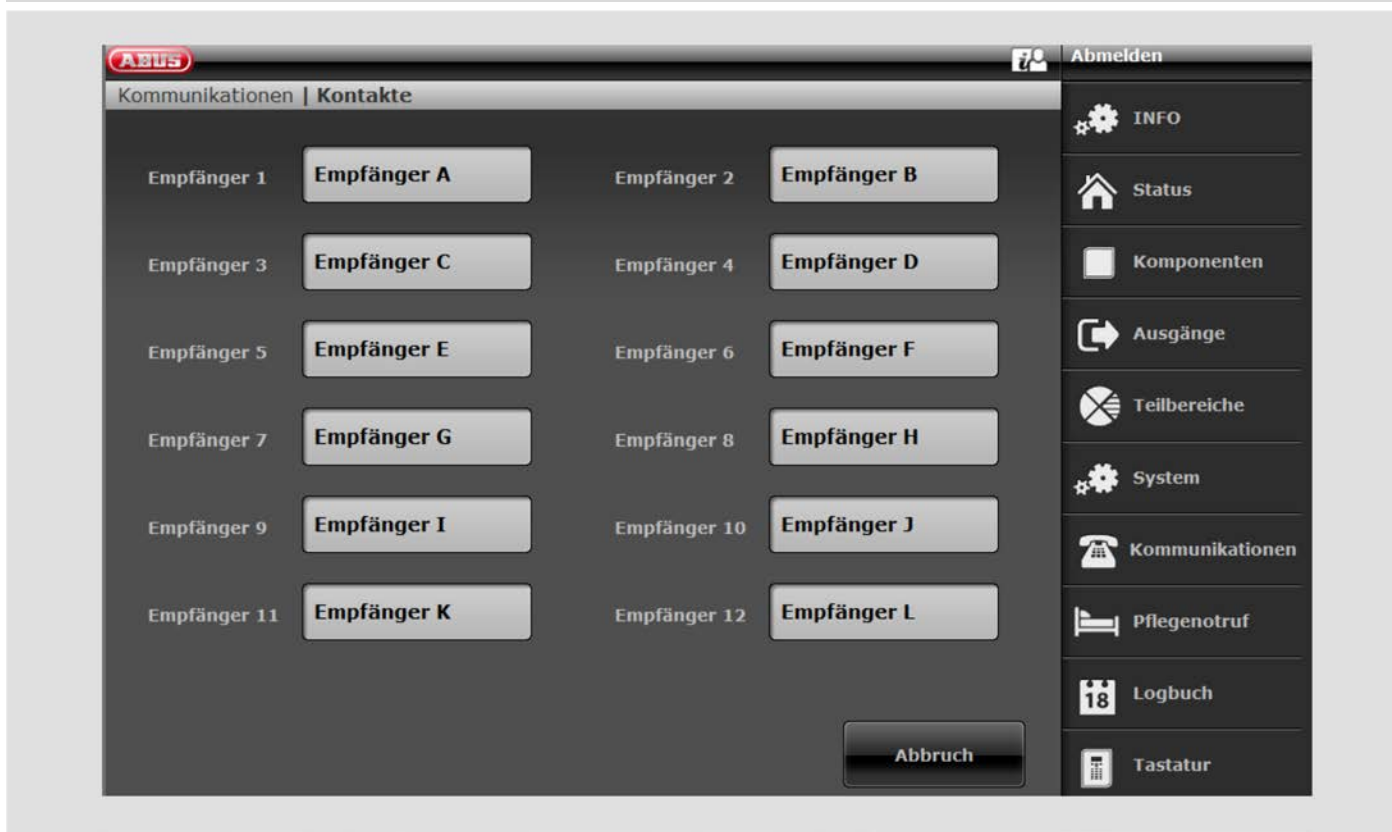 ABUS
Abmelden
Kommunikationen | Kontakte
INFO
Status
Komponenten
Ausgänge
Teilbereiche
System
Kommunikationen
Pflegenotruf
18 Logbuch
Tastatur
Empfänger 1 Empfänger A Empfänger 2 Empfänger B
Empfänger 3 Empfänger C Empfänger 4 Empfänger D
Empfänger 5 Empfänger E Empfänger 6 Empfänger F
Empfänger 7 Empfänger G Empfänger 8 Empfänger H
Empfänger 9 Empfänger I Empfänger 10 Empfänger J
Empfänger 11 Empfänger K Empfänger 12 Empfänger L
Abbruch